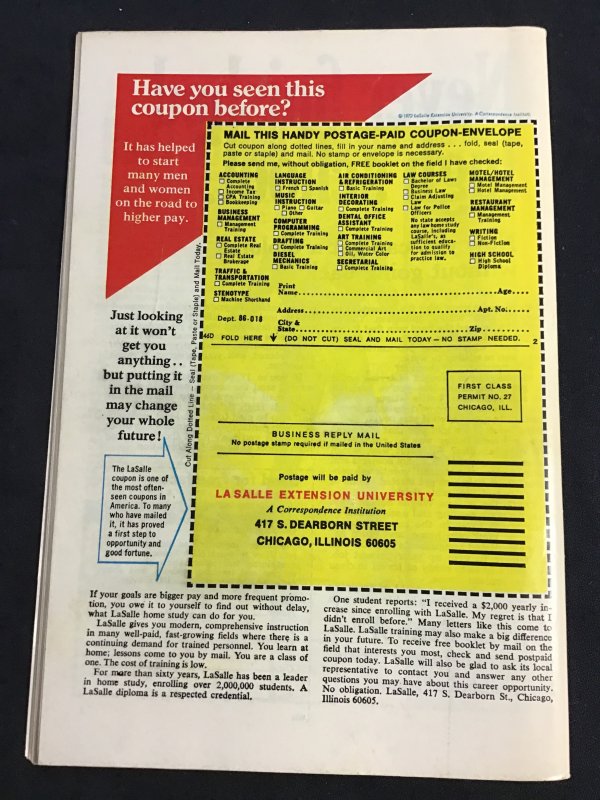 Have you seen this
coupon before?
© 1972 LaSalle Extension University. A Correspondence Institution
It has helped
to start
many men
and women
on the road to
higher pay.
MAIL THIS HANDY POSTAGE-PAID COUPON-ENVELOPE
Cut coupon along dotted lines, fill in your name and address . . . fold, seal (tape,
paste or staple) and mail. No stamp or envelope is necessary.
Please send me, without obligation, FREE booklet on the field I have checked:
ACCOUNTING
Complete
Accounting
Income Tax
CPA Training
Bookkeeping
BUSINESS
MANAGEMENT
Management
Training
REAL ESTATE
Complete Real
Estate
Real Estate
Brokerage
TRAFFIC &
TRANSPORTATION
Complete Training
STENOTYPE
Machine Shorthand
LANGUAGE
INSTRUCTION
French Spanish
MUSIC
INSTRUCTION
Piano Guitar
Other
COMPUTER
PROGRAMMING
Complete Training
DRAFTING
Complete Training
DIESEL
MECHANICS
Basic Training
AIR CONDITIONING
& REFRIGERATION
Basic Training
INTERIOR
DECORATING
Complete Training
DENTAL OFFICE
ASSISTANT
Complete Training
ART TRAINING
Complete Training
Commercial Art
Oil, Water Color
SECRETARIAL
Complete Training
LAW COURSES
Bachelor of Laws
Degree
Business Law
Claim Adjusting
Law
Law for Police
Officers
No state accepts
any law home study
course, including
LaSalle's, as
sufficient educa-
tion to qualify
for admission to
practice law.
MOTEL/HOTEL
MANAGEMENT
Motel Management
Hotel Management
RESTAURANT
MANAGEMENT
Management
Training
WRITING
Fiction
Non-Fiction
HIGH SCHOOL
High School
Diploma
Print
Name Age
Address Apt. No.
Dept. 86-018
City &
State Zip
46D FOLD HERE (DO NOT CUT) SEAL AND MAIL TODAY—NO STAMP NEEDED. 2
Cut Along Dotted Line — Seal (Tape, Paste or Staple) and Mail Today.
Just looking
at it won't
get you
anything . .
but putting it
in the mail
may change
your whole
future!
The LaSalle
coupon is one of
the most often-
seen coupons in
America. To many
who have mailed
it, it has proved
a first step to
opportunity and
good fortune.
FIRST CLASS
PERMIT NO. 27
CHICAGO, ILL.
BUSINESS REPLY MAIL
No postage stamp required if mailed in the United States
Postage will be paid by
LA SALLE EXTENSION UNIVERSITY
A Correspondence Institution
417 S. DEARBORN STREET
CHICAGO, ILLINOIS 60605
If your goals are bigger pay and more frequent promo-
tion, you owe it to yourself to find out without delay,
what LaSalle home study can do for you.
LaSalle gives you modern, comprehensive instruction
in many well-paid, fast-growing fields where there is a
continuing demand for trained personnel. You learn at
home; lessons come to you by mail. You are a class of
one. The cost of training is low.
For more than sixty years, LaSalle has been a leader
in home study, enrolling over 2,000,000 students. A
LaSalle diploma is a respected credential.
One student reports: "I received a $2,000 yearly in-
crease since enrolling with LaSalle. My regret is that I
didn't enroll before." Many letters like this come to
LaSalle. LaSalle training may also make a big difference
in your future. To receive free booklet by mail on the
field that interests you most, check and send postpaid
coupon today. LaSalle will also be glad to ask its local
representative to contact you and answer any other
questions you may have about this career opportunity.
No obligation. LaSalle, 417 S. Dearborn St., Chicago,
Illinois 60605.